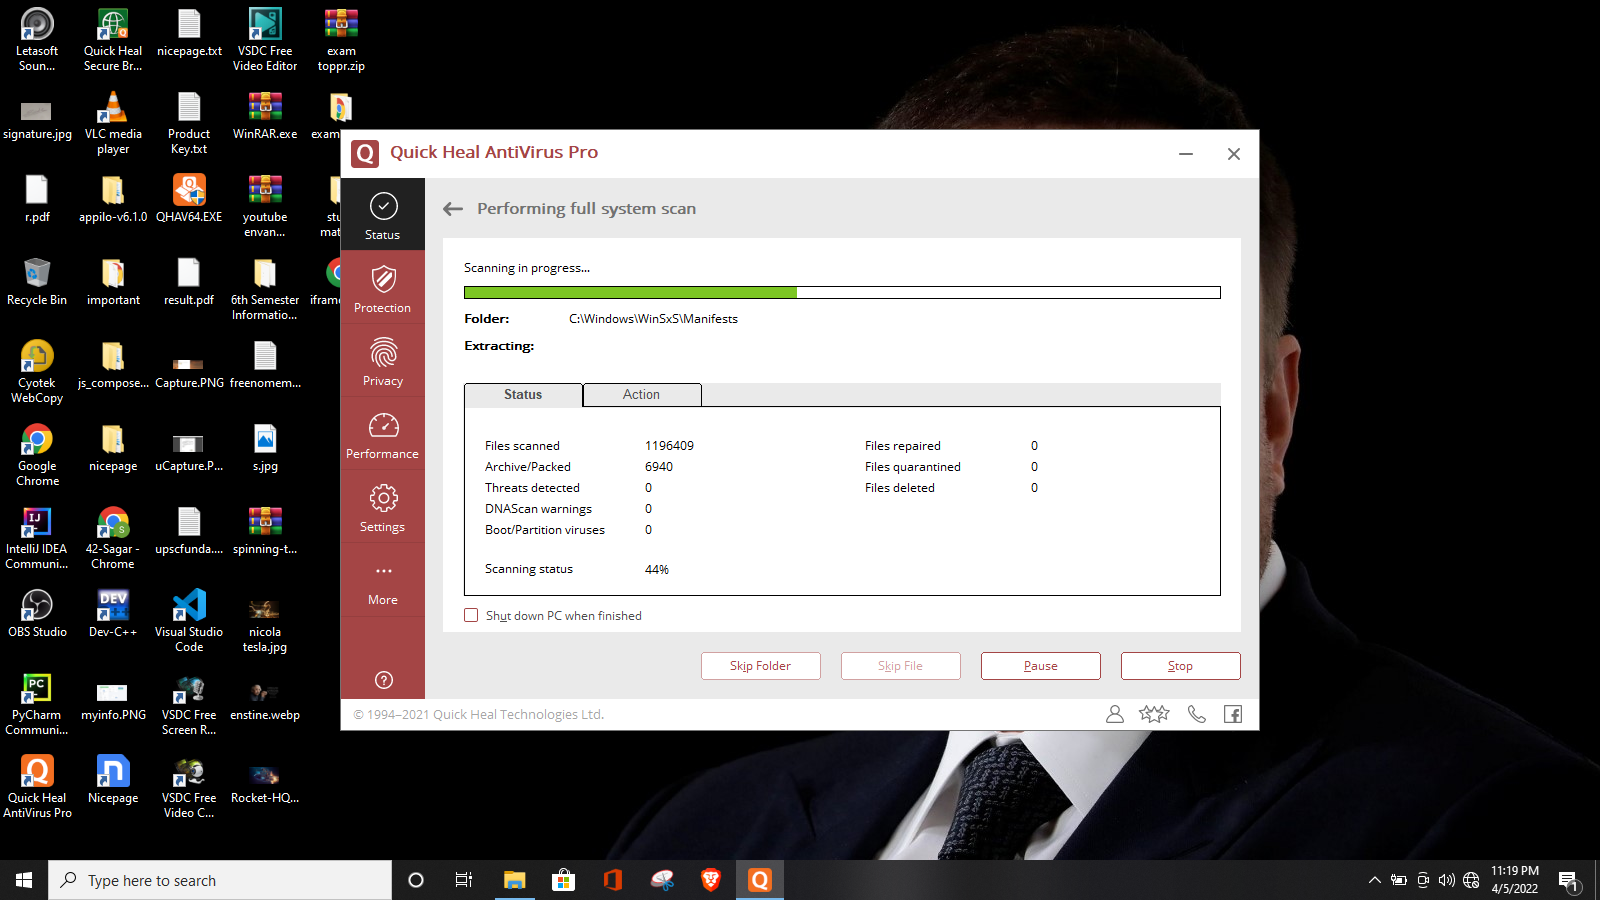 Letasoft
Soun...
Quick Heal
Secure Br...
nicepage.txt
VSDC Free
Video Editor
exam
toppr.zip
signature.jpg
VLC media
player
Product
Key.txt
WinRAR.exe
exam
r.pdf
appilo-v6.1.0
QHAV64.EXE
youtube
envan...
stu
mat
Recycle Bin
important
result.pdf
6th Semester
Informatio...
iframe
Cyotek
WebCopy
js_compose...
Capture.PNG
freenomem...
Google
Chrome
nicepage
uCapture.P...
s.jpg
IntelliJ IDEA
Communi...
42-Sagar -
Chrome
upscfunda....
spinning-t...
OBS Studio
Dev-C++
Visual Studio
Code
nicola
tesla.jpg
PyCharm
Communi...
myinfo.PNG
VSDC Free
Screen R...
enstine.webp
Quick Heal
AntiVirus Pro
Nicepage
VSDC Free
Video C...
Rocket-HQ...
Quick Heal AntiVirus Pro
Status
Protection
Privacy
Performance
Settings
More
Performing full system scan
Scanning in progress...
Folder: C:\Windows\WinSxS\Manifests
Extracting:
Status Action
Files scanned 1196409 Files repaired 0
Archive/Packed 6940 Files quarantined 0
Threats detected 0 Files deleted 0
DNAScan warnings 0
Boot/Partition viruses 0
Scanning status 44%
Shut down PC when finished
Skip Folder Skip File Pause Stop
© 1994–2021 Quick Heal Technologies Ltd.
Type here to search
11:19 PM
4/5/2022
1